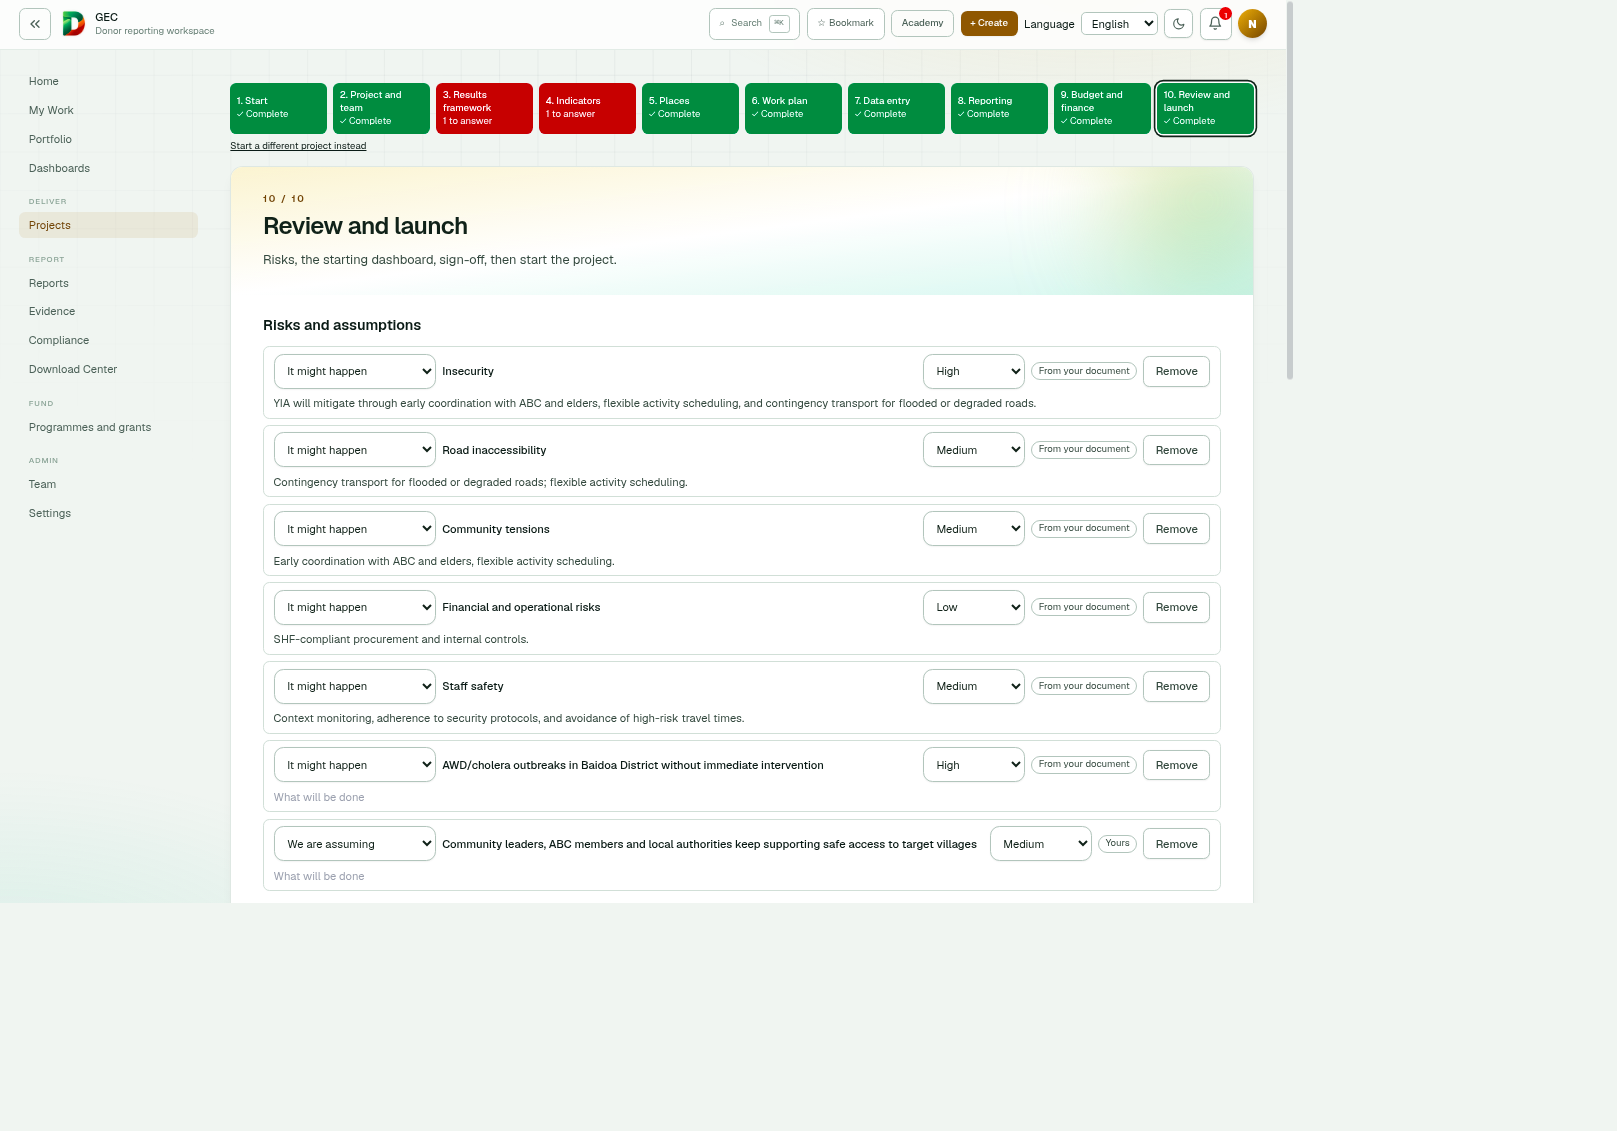 GEC
Donor reporting workspace
Search ⌘K
☆ Bookmark
Academy
+ Create
Language
English
1
N
Home
My Work
Portfolio
Dashboards
DELIVER
Projects
REPORT
Reports
Evidence
Compliance
Download Center
FUND
Programmes and grants
ADMIN
Team
Settings
1. Start
✓ Complete
2. Project and
team
✓ Complete
3. Results
framework
1 to answer
4. Indicators
1 to answer
5. Places
✓ Complete
6. Work plan
✓ Complete
7. Data entry
✓ Complete
8. Reporting
✓ Complete
9. Budget and
finance
✓ Complete
10. Review and
launch
✓ Complete
Start a different project instead
10 / 10
Review and launch
Risks, the starting dashboard, sign-off, then start the project.
Risks and assumptions
It might happen Insecurity High From your document Remove
YIA will mitigate through early coordination with ABC and elders, flexible activity scheduling, and contingency transport for flooded or degraded roads.
It might happen Road inaccessibility Medium From your document Remove
Contingency transport for flooded or degraded roads; flexible activity scheduling.
It might happen Community tensions Medium From your document Remove
Early coordination with ABC and elders, flexible activity scheduling.
It might happen Financial and operational risks Low From your document Remove
SHF-compliant procurement and internal controls.
It might happen Staff safety Medium From your document Remove
Context monitoring, adherence to security protocols, and avoidance of high-risk travel times.
It might happen AWD/cholera outbreaks in Baidoa District without immediate intervention High From your document Remove
What will be done
We are assuming Community leaders, ABC members and local authorities keep supporting safe access to target villages Medium Yours Remove
What will be done